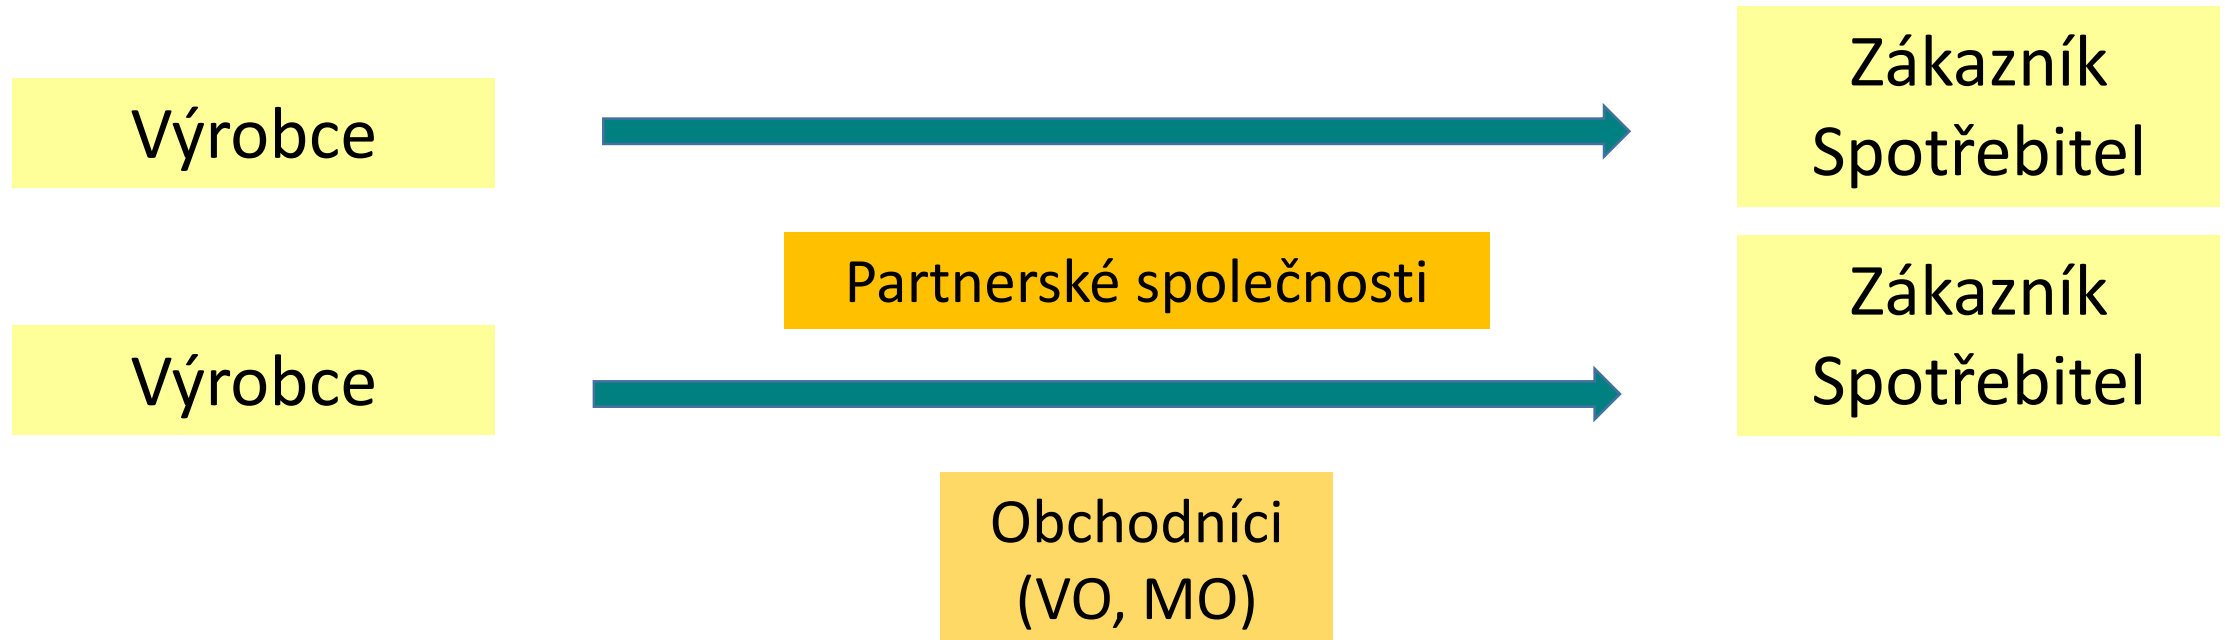 Výrobce
Zákazník
Spotřebitel
Partnerské společnosti
Výrobce
Zákazník
Spotřebitel
Obchodníci
(VO, MO)